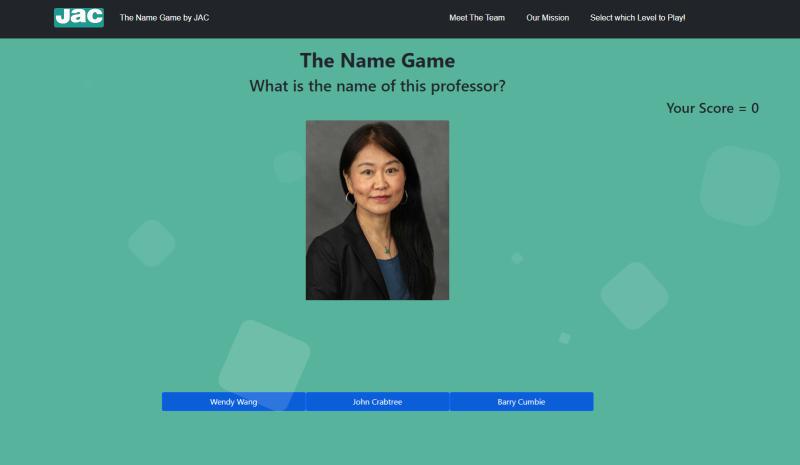 Jac
The Name Game by JAC
Meet The Team
Our Mission
Select which Level to Play!
The Name Game
What is the name of this professor?
Your Score = 0
Wendy Wang
John Crabtree
Barry Cumbie